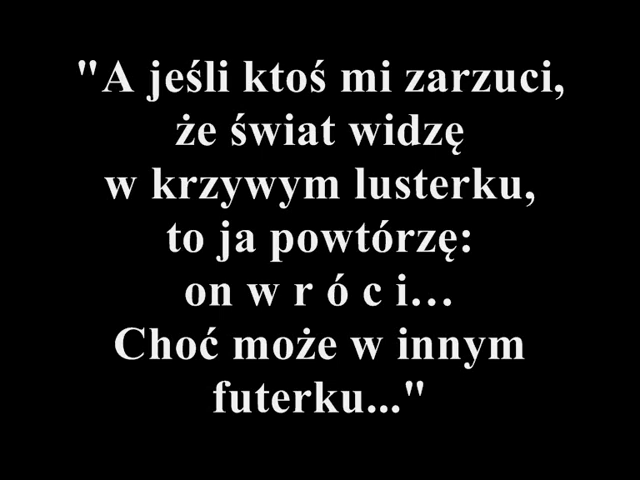 "A jeśli ktoś mi zarzuci,
że świat widzę
w krzywym lusterku,
to ja powtórzę:
on w r ó c i...
Choć może w innym
futerku..."